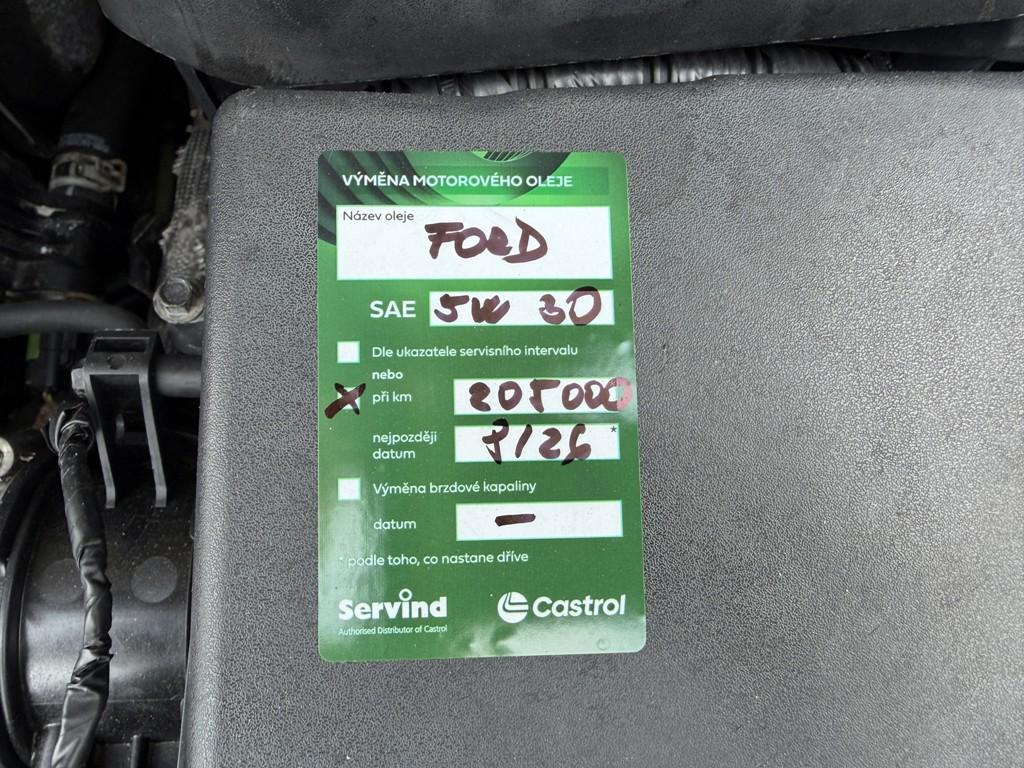 VÝMĚNA MOTOROVÉHO OLEJE
Název oleje
FORD
SAE 5W 30
Dle ukazatele servisního intervalu
nebo
X při km 205000
nejpozději
datum /26 *
Výměna brzdové kapaliny
datum –
* podle toho, co nastane dříve
Servind Castrol
Authorised Distributor of Castrol